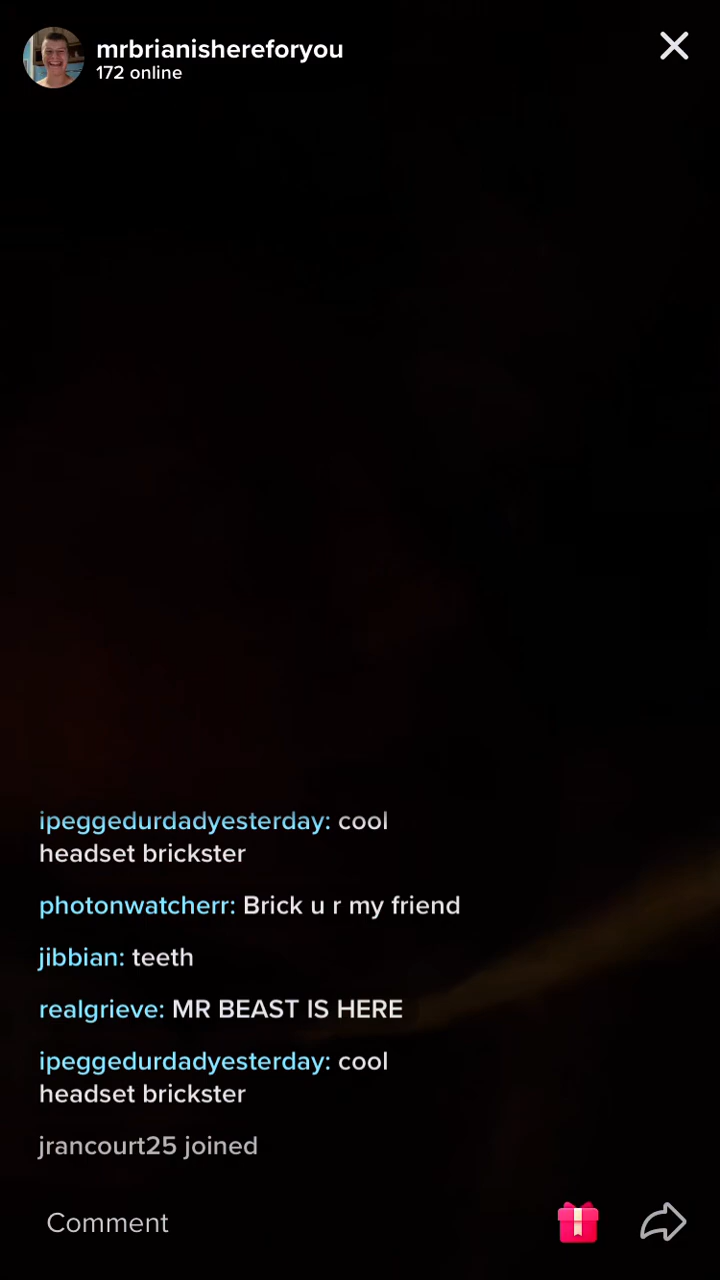 mrbrianishereforyou
172 online
ipeggedurdadyesterday: cool
headset brickster
photonwatcherr: Brick u r my friend
jibbian: teeth
realgrieve: MR BEAST IS HERE
ipeggedurdadyesterday: cool
headset brickster
jrancourt25 joined
Comment